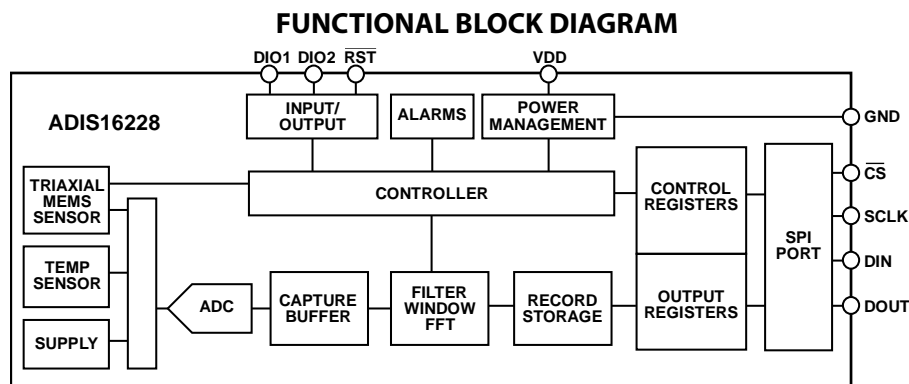 FUNCTIONAL BLOCK DIAGRAM
DIO1 DIO2 RST VDD
ADIS16228
INPUT/
OUTPUT
ALARMS
POWER
MANAGEMENT
GND
TRIAXIAL
MEMS
SENSOR
CONTROLLER
CONTROL
REGISTERS
CS
SCLK
SPI
PORT
TEMP
SENSOR
DIN
ADC
CAPTURE
BUFFER
FILTER
WINDOW
FFT
RECORD
STORAGE
OUTPUT
REGISTERS
DOUT
SUPPLY